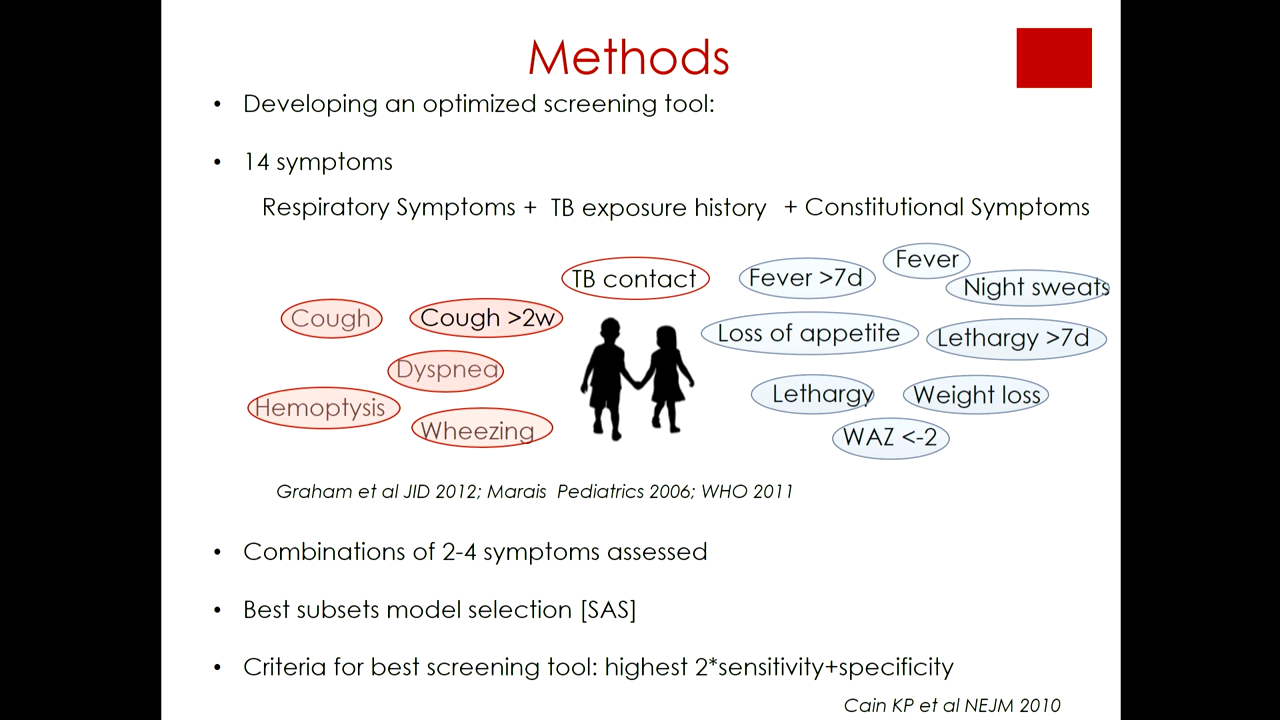 Methods
• Developing an optimized screening tool:
• 14 symptoms
Respiratory Symptoms + TB exposure history + Constitutional Symptoms
Fever
TB contact Fever >7d
Night sweats
Cough Cough >2w
Loss of appetite Lethargy >7d
Dyspnea
Lethargy Weight loss
Hemoptysis
Wheezing
WAZ <-2
Graham et al JID 2012; Marais Pediatrics 2006; WHO 2011
• Combinations of 2-4 symptoms assessed
• Best subsets model selection [SAS]
• Criteria for best screening tool: highest 2*sensitivity+specificity
Cain KP et al NEJM 2010